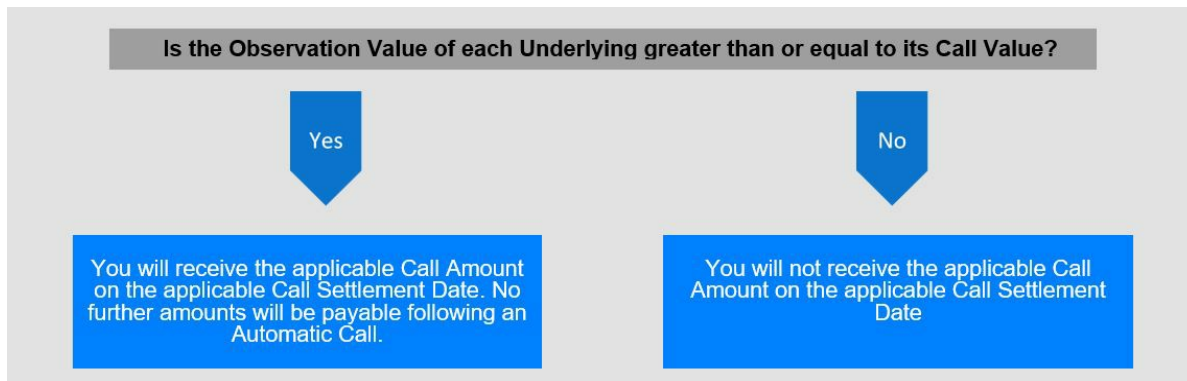 Is the Observation Value of each Underlying greater than or equal to its Call Value?
Yes
No
You will receive the applicable Call Amount
on the applicable Call Settlement Date. No
further amounts will be payable following an
Automatic Call.
You will not receive the applicable Call
Amount on the applicable Call Settlement
Date